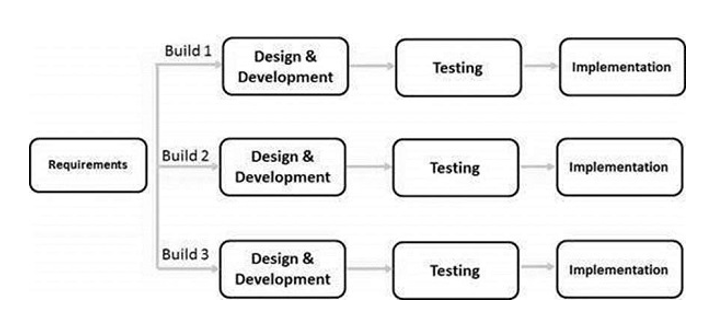 Build 1
Design &
Development
Testing
Implementation
Requirements
Build 2
Design &
Development
Testing
Implementation
Build 3
Design &
Development
Testing
Implementation